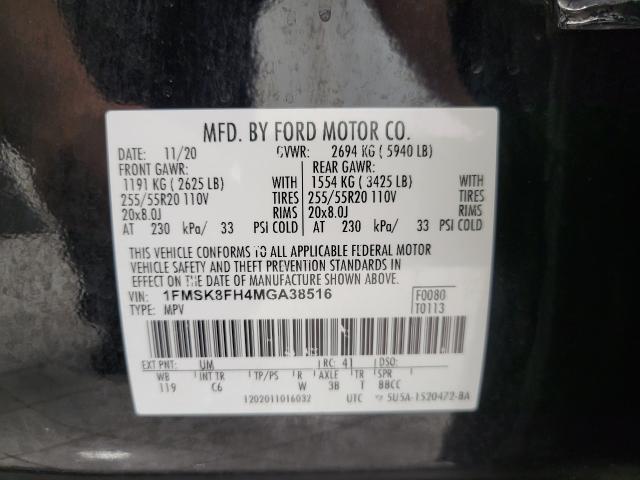 MFD. BY FORD MOTOR CO.
DATE: 11/20 GVWR: 2694 KG ( 5940 LB)
FRONT GAWR: REAR GAWR:
1191 KG ( 2625 LB) WITH 1554 KG ( 3425 LB) WITH
255/55R20 110V TIRES 255/55R20 110V TIRES
20x8.0J RIMS 20x8.0J RIMS
AT 230 kPa/ 33 PSI COLD AT 230 kPa/ 33 PSI COLD
THIS VEHICLE CONFORMS TO ALL APPLICABLE FEDERAL MOTOR
VEHICLE SAFETY AND THEFT PREVENTION STANDARDS IN
EFFECT ON THE DATE OF MANUFACTURE SHOWN ABOVE.
VIN: 1FMSK8FH4MGA38516 F0080
TYPE: MPV T0113
EXT PNT: UM RC: 41 DSO:
WB INT TR TP/PS R AXLE TR SPR
119 C6 W 3B T 88CC
1202011016032 UTC 5U5A-1520472-BA